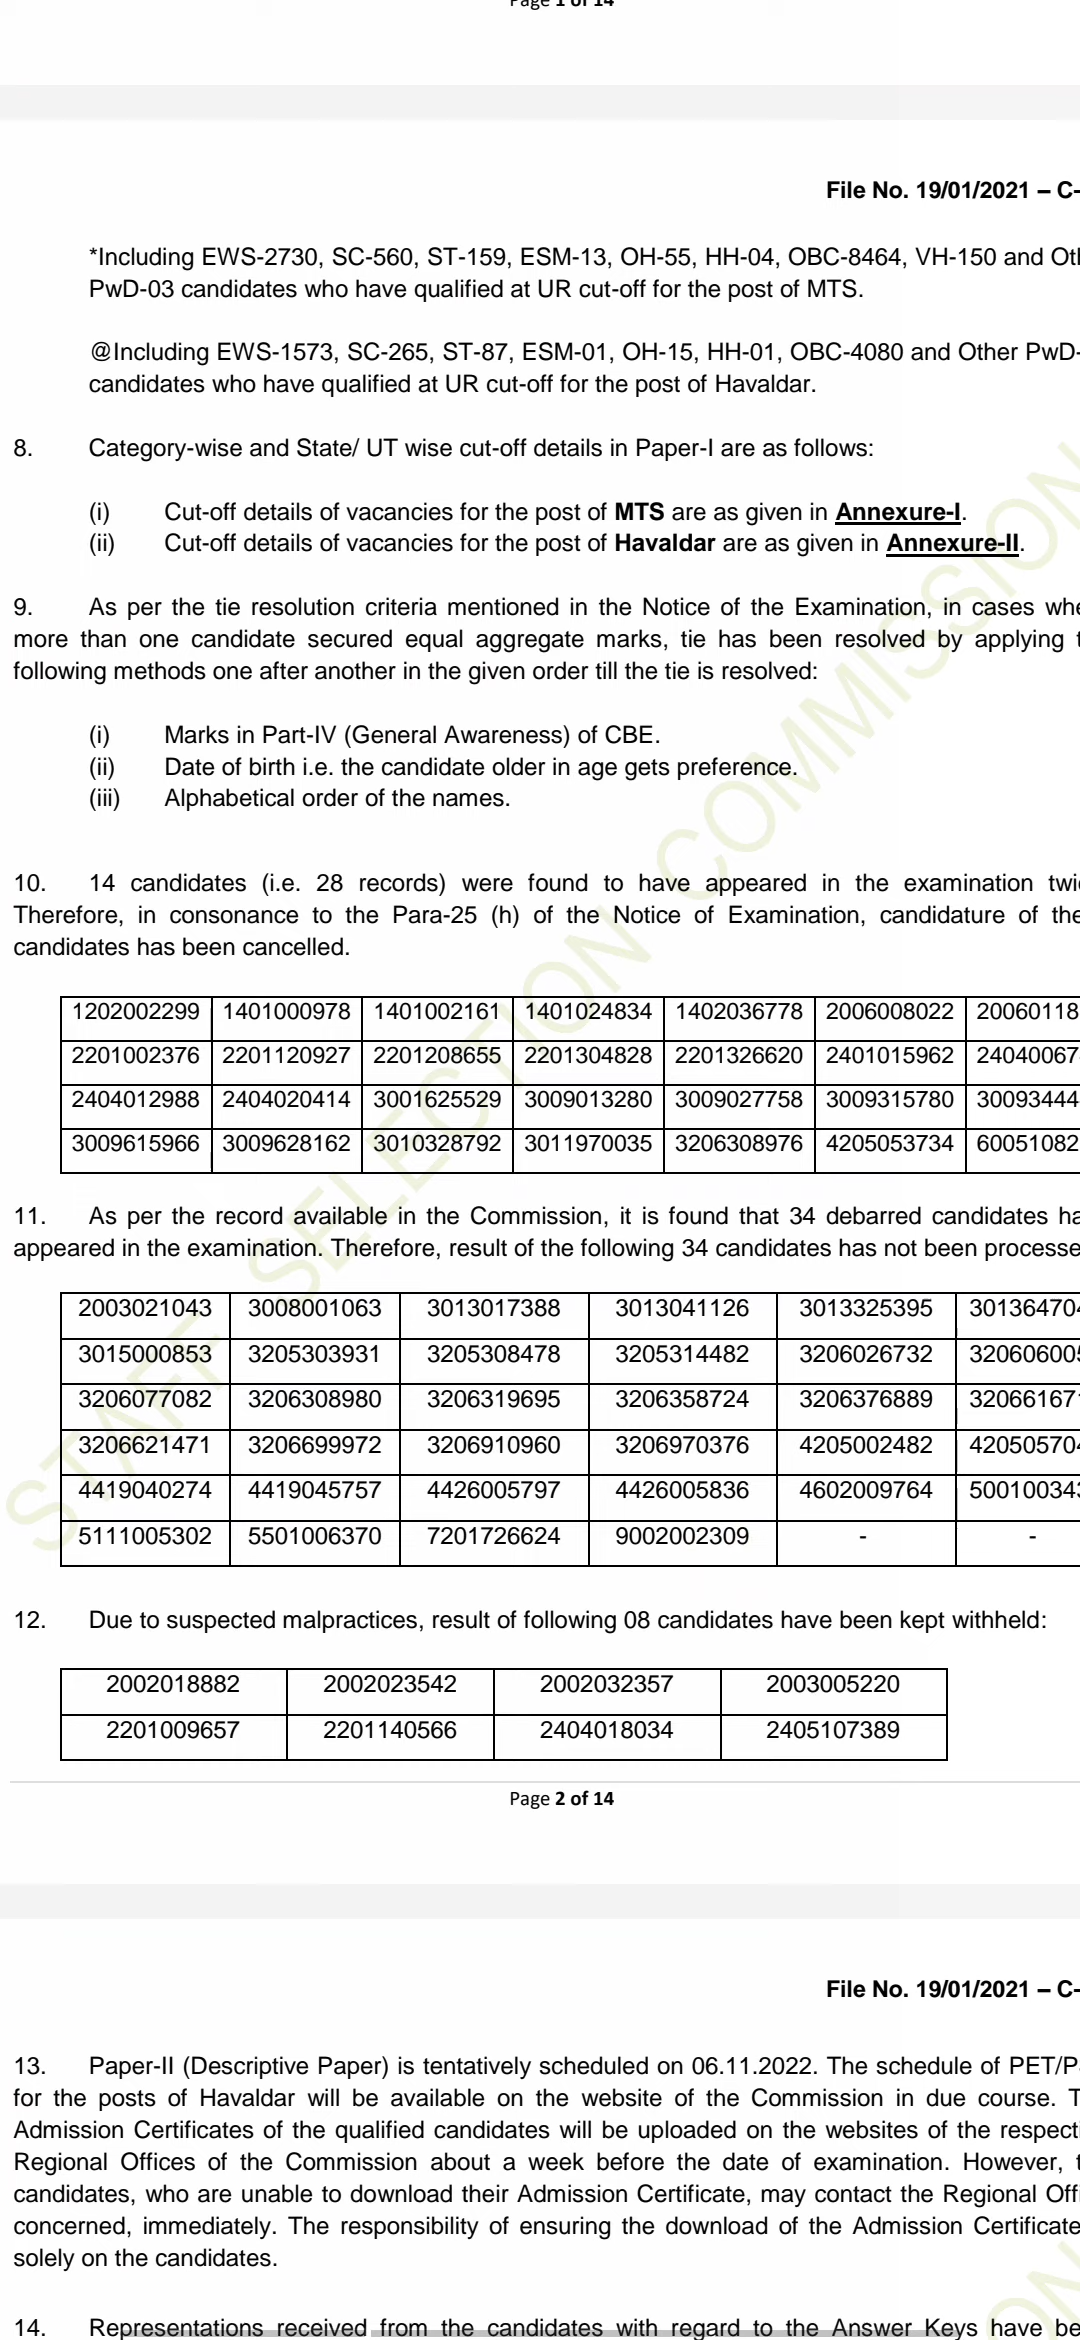 Page 1 of 14
File No. 19/01/2021 – C-
*Including EWS-2730, SC-560, ST-159, ESM-13, OH-55, HH-04, OBC-8464, VH-150 and
PwD-03 candidates who have qualified at UR cut-off for the post of MTS.
@Including EWS-1573, SC-265, ST-87, ESM-01, OH-15, HH-01, OBC-4080 and Other PwD-
candidates who have qualified at UR cut-off for the post of Havaldar.
8. Category-wise and State/ UT wise cut-off details in Paper-I are as follows:
(i) Cut-off details of vacancies for the post of MTS are as given in Annexure-I.
(ii) Cut-off details of vacancies for the post of Havaldar are as given in Annexure-II.
9. As per the tie resolution criteria mentioned in the Notice of the Examination, in cases
more than one candidate secured equal aggregate marks, tie has been resolved by applying
following methods one after another in the given order till the tie is resolved:
(i) Marks in Part-IV (General Awareness) of CBE.
(ii) Date of birth i.e. the candidate older in age gets preference.
(iii) Alphabetical order of the names.
10. 14 candidates (i.e. 28 records) were found to have appeared in the examination
Therefore, in consonance to the Para-25 (h) of the Notice of Examination, candidature of
candidates has been cancelled.
1202002299 1401000978 1401002161 1401024834 1402036778 2006008022 20060118
2201002376 2201120927 2201208655 2201304828 2201326620 2401015962 24040067
2404012988 2404020414 3001625529 3009013280 3009027758 3009315780 30093444
3009615966 3009628162 3010328792 3011970035 3206308976 4205053734 60051082
11. As per the record available in the Commission, it is found that 34 debarred candidates
appeared in the examination. Therefore, result of the following 34 candidates has not been
2003021043 3008001063 3013017388 3013041126 3013325395 30136470
3015000853 3205303931 3205308478 3205314482 3206026732 32060600
3206077082 3206308980 3206319695 3206358724 3206376889 32066167
3206621471 3206699972 3206910960 3206970376 4205002482 42050570
4419040274 4419045757 4426005797 4426005836 4602009764 50010034
5111005302 5501006370 7201726624 9002002309 - -
12. Due to suspected malpractices, result of following 08 candidates have been kept withheld:
2002018882 2002023542 2002032357 2003005220
2201009657 2201140566 2404018034 2405107389
Page 2 of 14
File No. 19/01/2021 – C-
13. Paper-II (Descriptive Paper) is tentatively scheduled on 06.11.2022. The schedule of
for the posts of Havaldar will be available on the website of the Commission in due course.
Admission Certificates of the qualified candidates will be uploaded on the websites of the
Regional Offices of the Commission about a week before the date of examination. However,
candidates, who are unable to download their Admission Certificate, may contact the Regional
concerned, immediately. The responsibility of ensuring the download of the Admission Certificate
solely on the candidates.
14. Representations received from the candidates with regard to the Answer Keys have
STAFF SELECTION COMMISSION